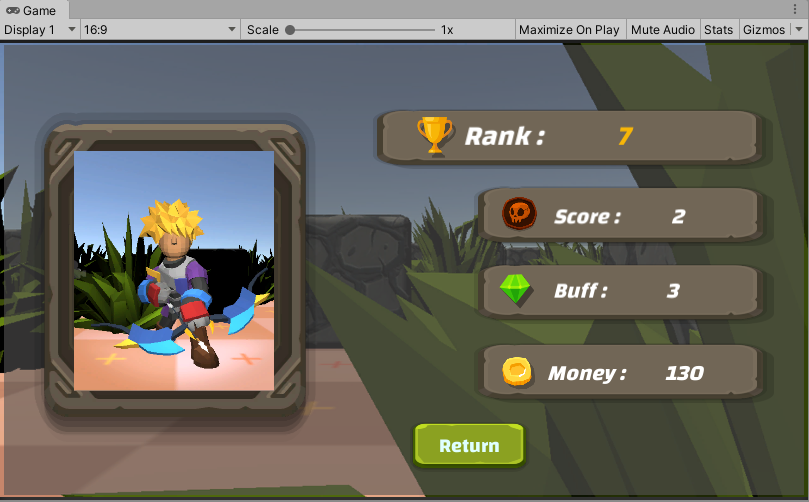 Game
Display 1 16:9 Scale 1x Maximize On Play Mute Audio Stats Gizmos
Rank : 7
Score : 2
Buff : 3
Money : 130
Return